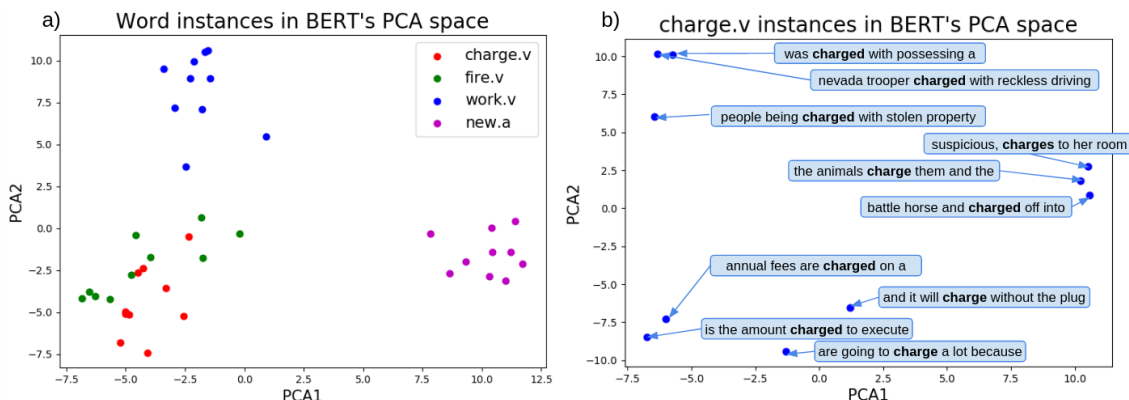 a)
Word instances in BERT's PCA space
PCA2
10.0
7.5
5.0
2.5
0.0
−2.5
−5.0
−7.5
charge.v
fire.v
work.v
new.a
−7.5 −5.0 −2.5 0.0 2.5 5.0 7.5 10.0 12.5
PCA1
b)
charge.v instances in BERT's PCA space
PCA2
10.0
7.5
5.0
2.5
0.0
−2.5
−5.0
−7.5
−10.0
was charged with possessing a
nevada trooper charged with reckless driving
people being charged with stolen property
suspicious, charges to her room
the animals charge them and the
battle horse and charged off into
annual fees are charged on a
and it will charge without the plug
is the amount charged to execute
are going to charge a lot because
−7.5 −5.0 −2.5 0.0 2.5 5.0 7.5 10.0
PCA1